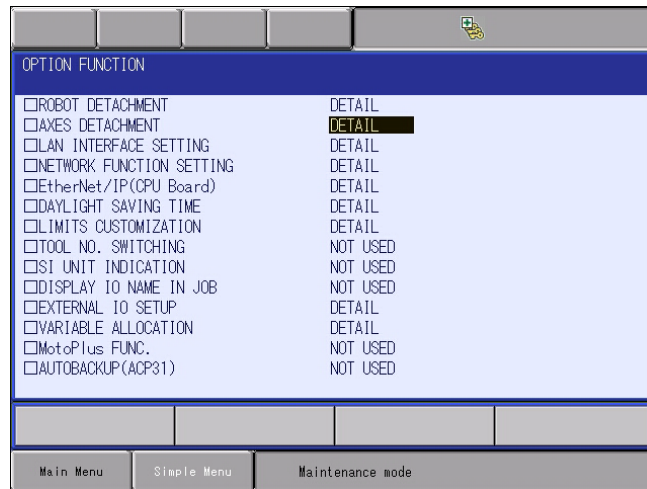 OPTION FUNCTION
□ROBOT DETACHMENT DETAIL
□AXES DETACHMENT DETAIL
□LAN INTERFACE SETTING DETAIL
□NETWORK FUNCTION SETTING DETAIL
□EtherNet/IP(CPU Board) DETAIL
□DAYLIGHT SAVING TIME DETAIL
□LIMITS CUSTOMIZATION DETAIL
□TOOL NO. SWITCHING NOT USED
□SI UNIT INDICATION NOT USED
□DISPLAY IO NAME IN JOB NOT USED
□EXTERNAL IO SETUP DETAIL
□VARIABLE ALLOCATION DETAIL
□MotoPlus FUNC. NOT USED
□AUTOBACKUP(ACP31) NOT USED
Main Menu Simple Menu Maintenance mode